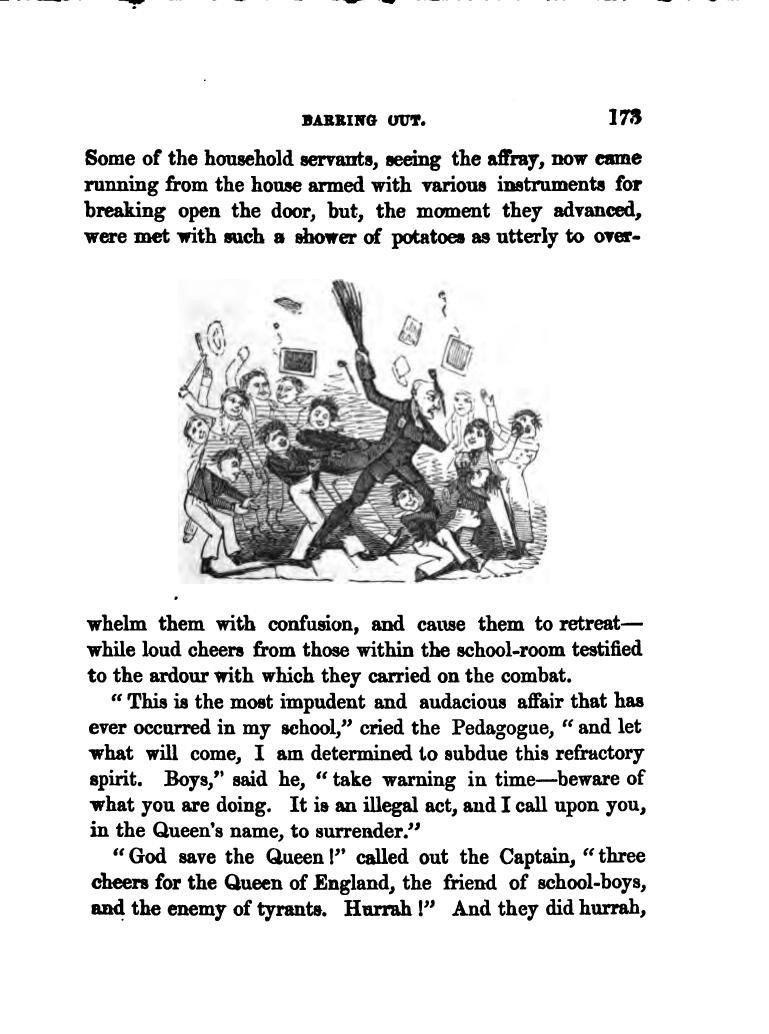 BARRING OUT.
173
Some of the household servants, seeing the affray, now came
running from the house armed with various instruments for
breaking open the door, but, the moment they advanced,
were met with such a shower of potatoes as utterly to over-
whelm them with confusion, and cause them to retreat—
while loud cheers from those within the school-room testified
to the ardour with which they carried on the combat.
“ This is the most impudent and audacious affair that has
ever occurred in my school,” cried the Pedagogue, “ and let
what will come, I am determined to subdue this refractory
spirit. Boys,” said he, “ take warning in time—beware of
what you are doing. It is an illegal act, and I call upon you,
in the Queen's name, to surrender.”
“ God save the Queen !” called out the Captain, “ three
cheers for the Queen of England, the friend of school-boys,
and the enemy of tyrants. Hurrah !” And they did hurrah,